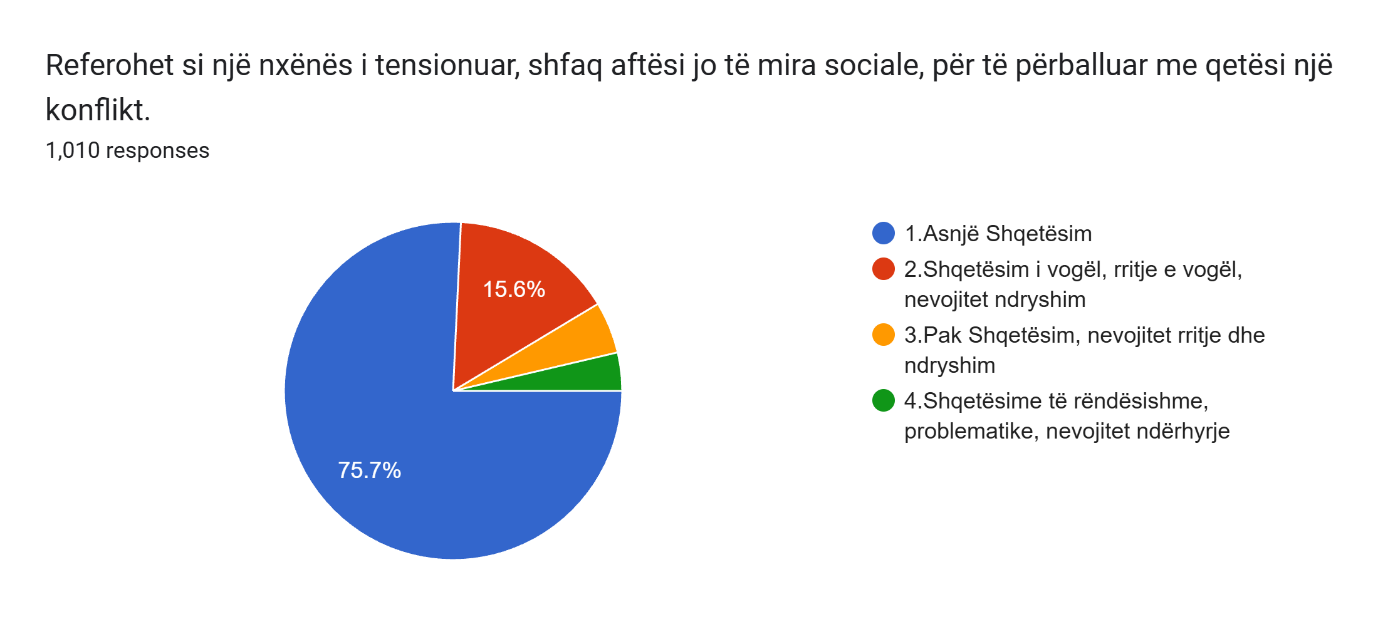 Referohet si një nxënës i tensionuar, shfaq aftësi jo të mira sociale, për të përballuar me qetësi një
konflikt.
1,010 responses
15.6%
75.7%
1.Asnjë Shqetësim
2.Shqetësim i vogël, rritje e vogël,
nevojitet ndryshim
3.Pak Shqetësim, nevojitet rritje dhe
ndryshim
4.Shqetësime të rëndësishme,
problematike, nevojitet ndërhyrje